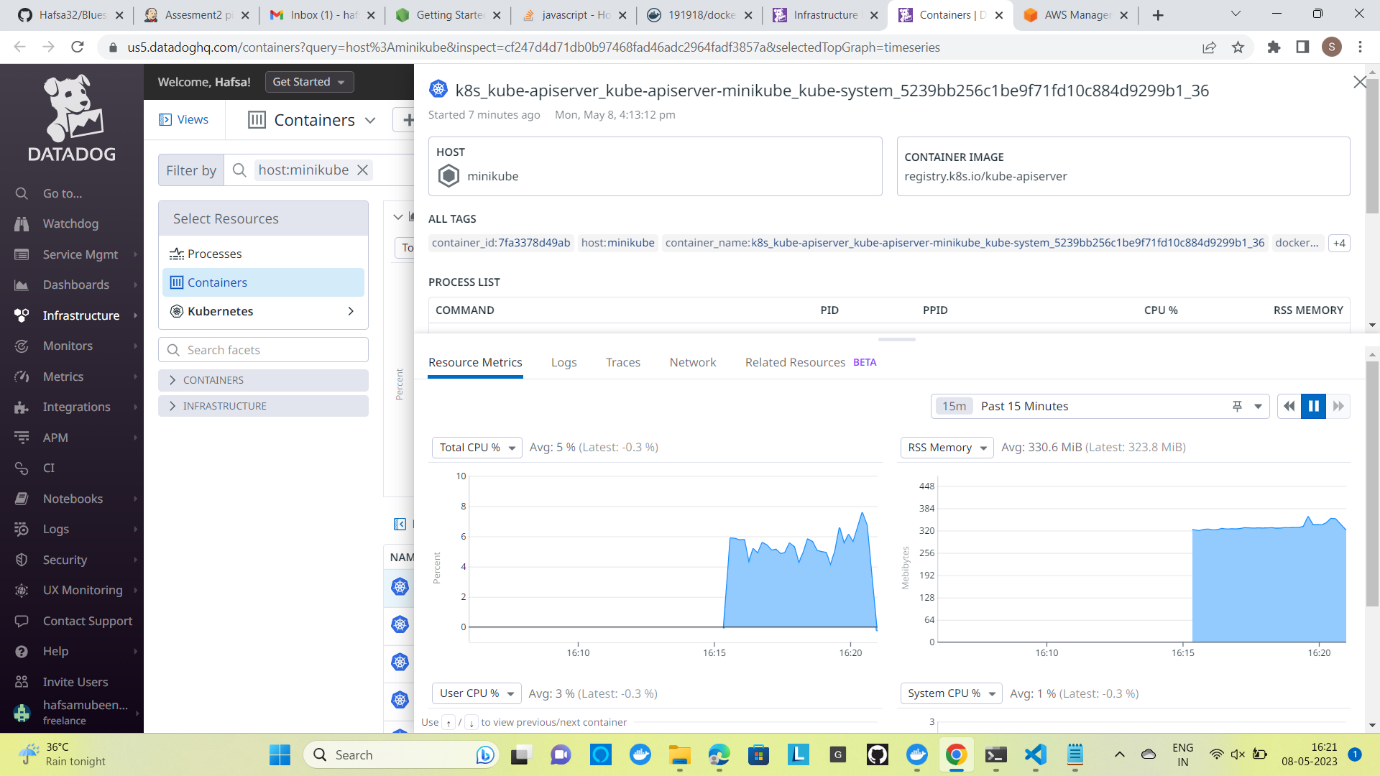 Hafsa32/Blues
Assesment2 pi
Inbox (1) - haf
Getting Starte
javascript - Ho
191918/docke
Infrastructure
Containers | D
AWS Manager
us5.datadoghq.com/containers?query=host%3Aminikube&inspect=cf247d4d71db0b97468fad46adc2964fadf3857a&selectedTopGraph=timeseries
S
DATADOG
Go to...
Watchdog
Service Mgmt
Dashboards
Infrastructure
Monitors
Metrics
Integrations
APM
CI
Notebooks
Logs
Security
UX Monitoring
Contact Support
Help
Invite Users
hafsamubeen...
freelance
Welcome, Hafsa!
Get Started
Views
Containers
Filter by
host:minikube
Select Resources
Processes
Containers
Kubernetes
Search facets
CONTAINERS
INFRASTRUCTURE
To
Percent
NAM
k8s_kube-apiserver_kube-apiserver-minikube_kube-system_5239bb256c1be9f71fd10c884d9299b1_36
Started 7 minutes ago Mon, May 8, 4:13:12 pm
HOST
minikube
CONTAINER IMAGE
registry.k8s.io/kube-apiserver
ALL TAGS
container_id:7fa3378d49ab host:minikube container_name:k8s_kube-apiserver_kube-apiserver-minikube_kube-system_5239bb256c1be9f71fd10c884d9299b1_36 docker... +4
PROCESS LIST
COMMAND PID PPID CPU % RSS MEMORY
Resource Metrics Logs Traces Network Related Resources BETA
15m Past 15 Minutes
Total CPU % Avg: 5 % (Latest: -0.3 %)
10
8
6
4
2
0
Percent
16:10 16:15 16:20
RSS Memory Avg: 330.6 MiB (Latest: 323.8 MiB)
448
384
320
256
192
128
64
0
Mebibytes
16:10 16:15 16:20
User CPU % Avg: 3 % (Latest: -0.3 %)
System CPU % Avg: 1 % (Latest: -0.3 %)
3
Use ↑ / ↓ to view previous/next container
36°C
Rain tonight
Search
L
G
ENG
IN
16:21
08-05-2023
1